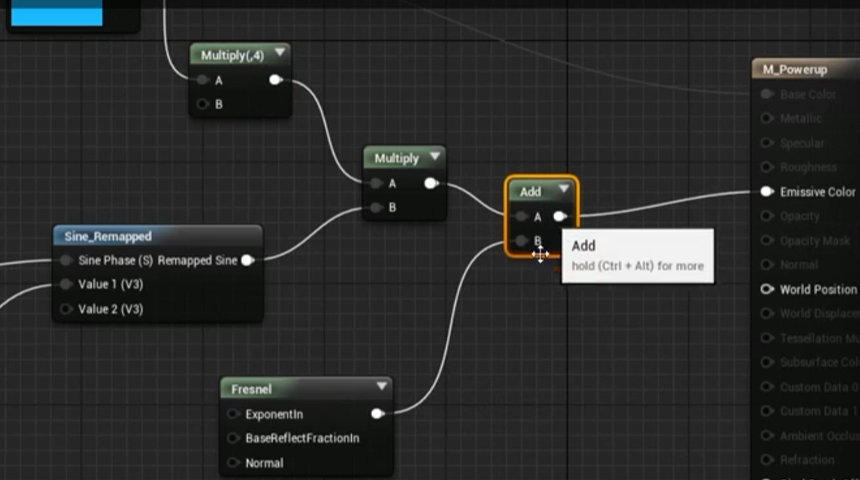 Multiply(,4)
A
B
Multiply
A
B
Add
A
B
Add
hold (Ctrl + Alt) for more
Sine_Remapped
Sine Phase (S) Remapped Sine
Value 1 (V3)
Value 2 (V3)
Fresnel
ExponentIn
BaseReflectFractionIn
Normal
M_Powerup
Base Color
Metallic
Specular
Roughness
Emissive Color
Opacity
Opacity Mask
Normal
World Position
World Displace
Tessellation Mu
Subsurface Col
Custom Data 0
Custom Data 1
Ambient Occlu
Refraction